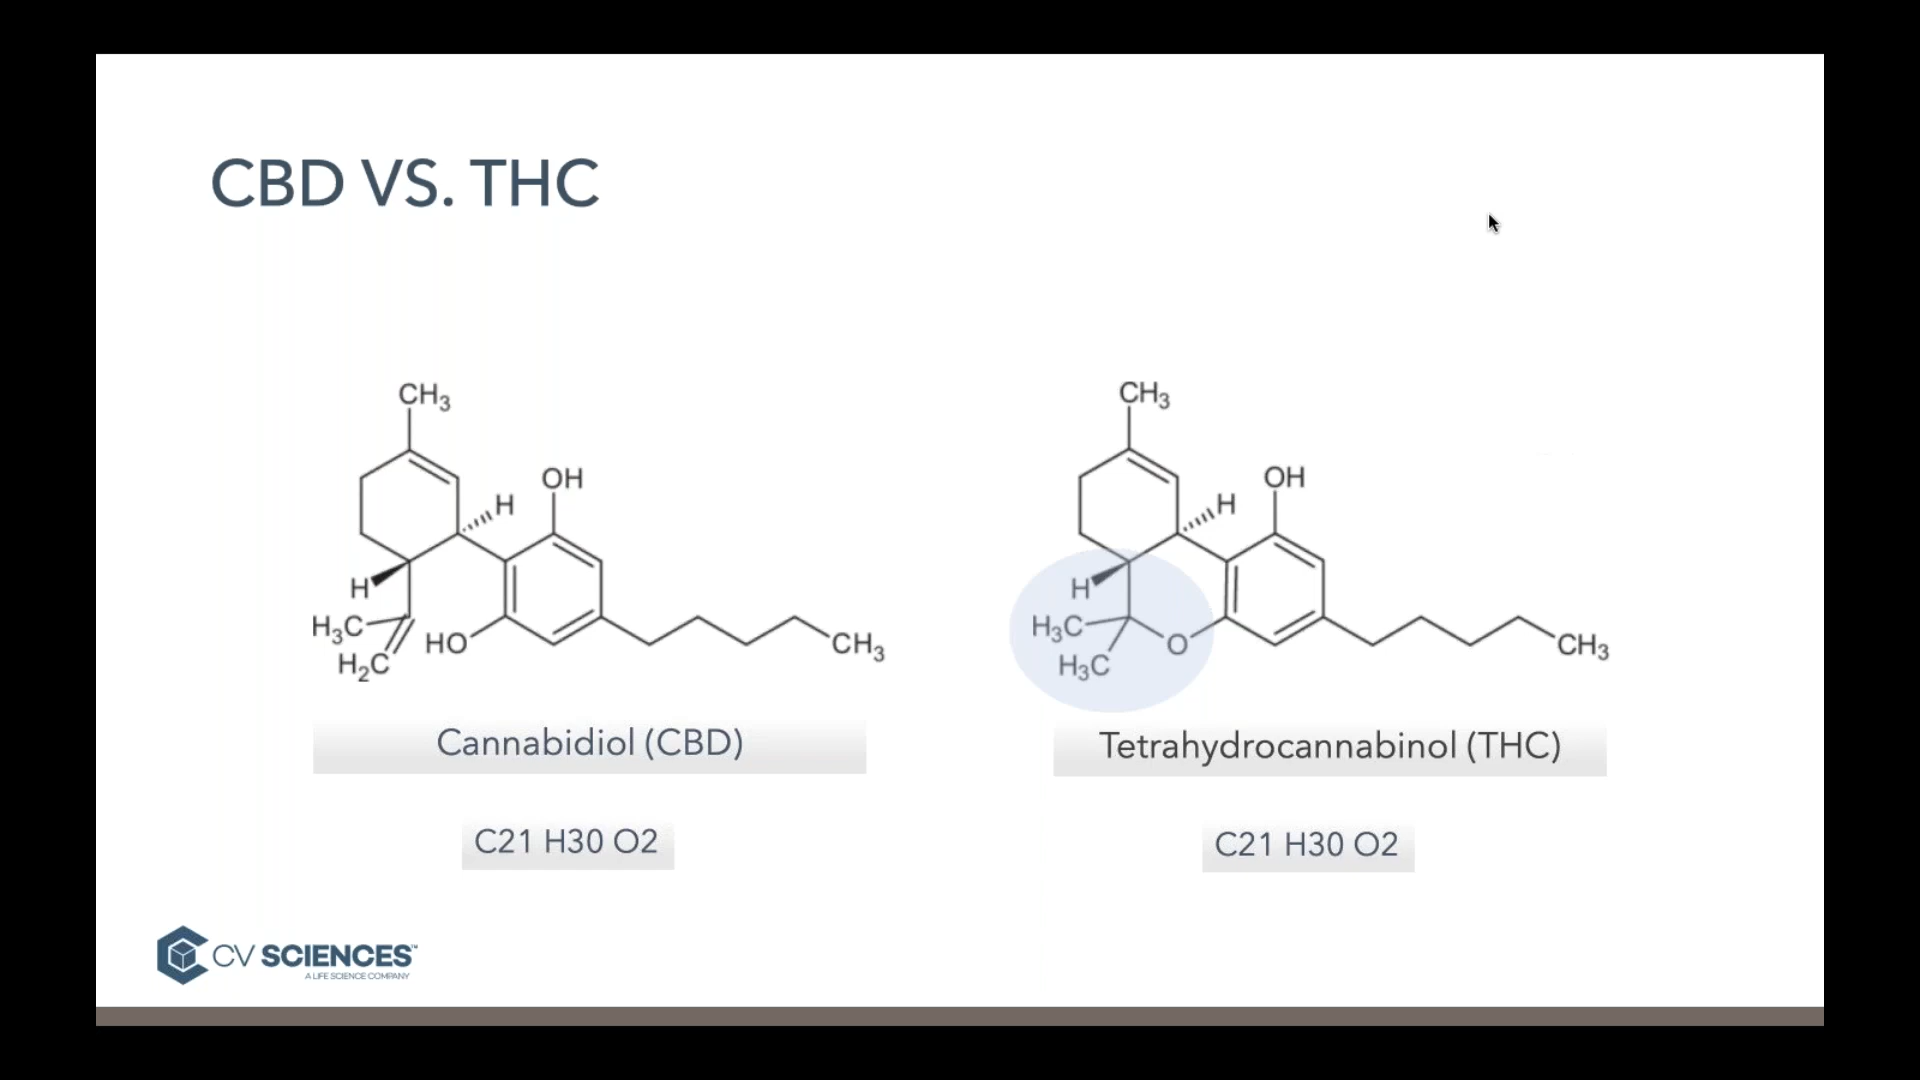 CBD VS. THC
CH3
OH
H
H
H3C
H2C
HO
CH3
Cannabidiol (CBD)
C21 H30 O2
CH3
OH
H
H
H3C
H3C
O
CH3
Tetrahydrocannabinol (THC)
C21 H30 O2
CV SCIENCES™
A LIFE SCIENCE COMPANY